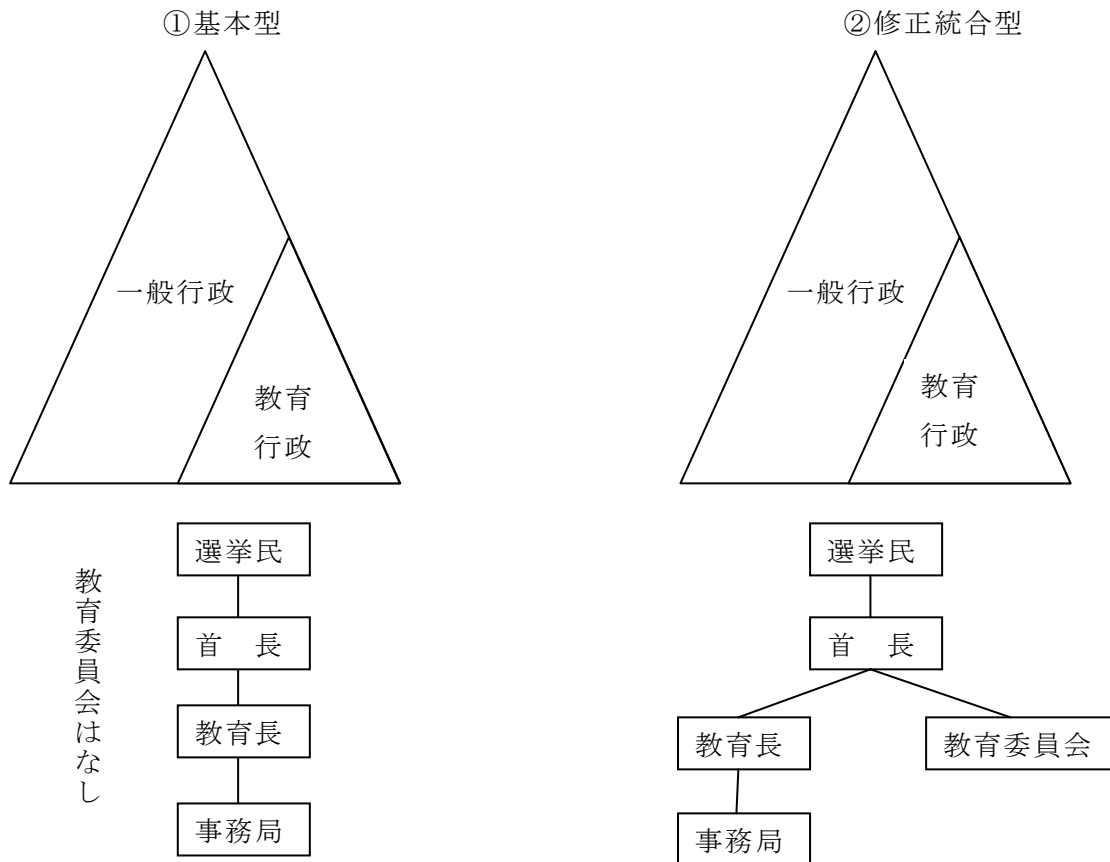 ①基本型
一般行政
教育
行政
選挙民
首 長
教育長
事務局
教育委員会はなし
②修正統合型
一般行政
教育
行政
選挙民
首 長
教育長
教育委員会
事務局